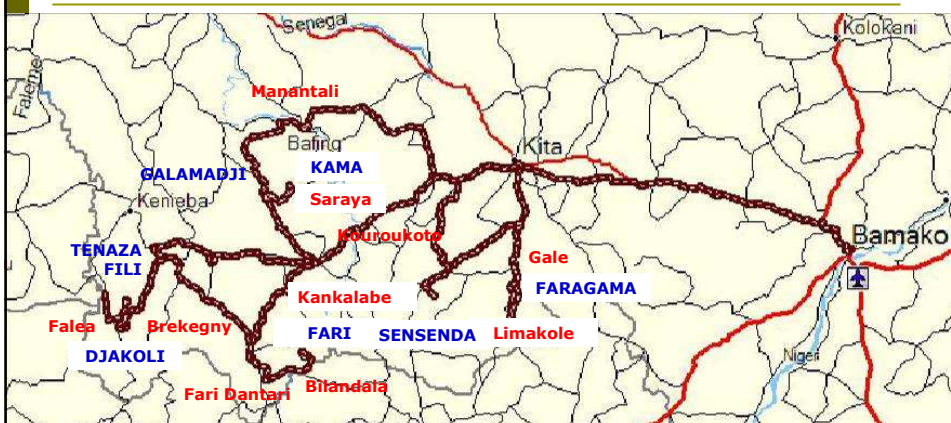 Senegal
Kolokani
Faleme
Manantali
Bafing
Kita
GALAMADJI
KAMA
Kenieba
Saraya
Kouroukoto
Bamako
TENAZA
FILI
Gale
FARAGAMA
Kankalabe
Falea
Brekegny
FARI
SENSENDA
Limakole
DJAKOLI
Niger
Fari Dantari
Bilandala